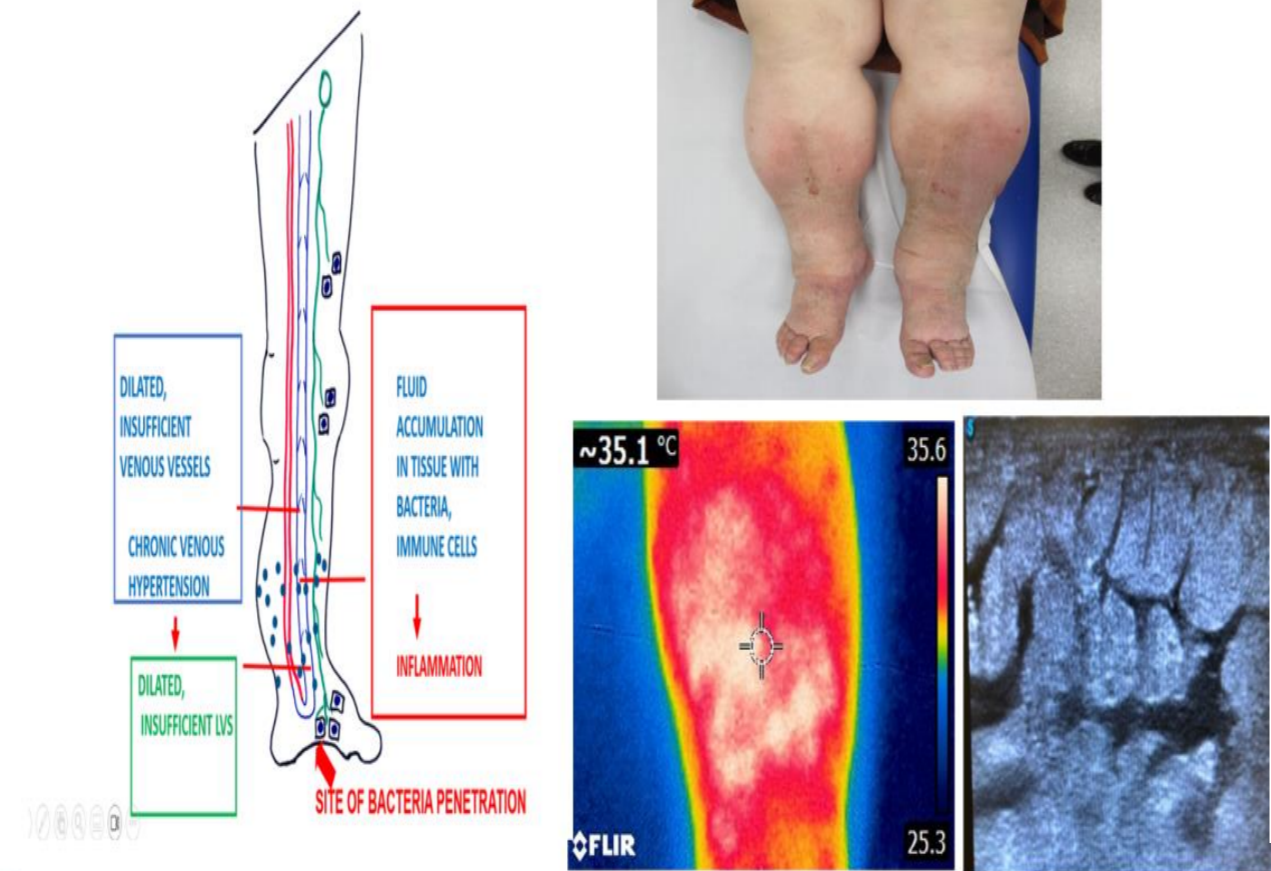 DILATED,
INSUFFICIENT
VENOUS VESSELS
CHRONIC VENOUS
HYPERTENSION
DILATED,
INSUFFICIENT LVS
FLUID
ACCUMULATION
IN TISSUE WITH
BACTERIA,
IMMUNE CELLS
INFLAMMATION
SITE OF BACTERIA PENETRATION
~35.1 °C
35.6
25.3
FLIR
S